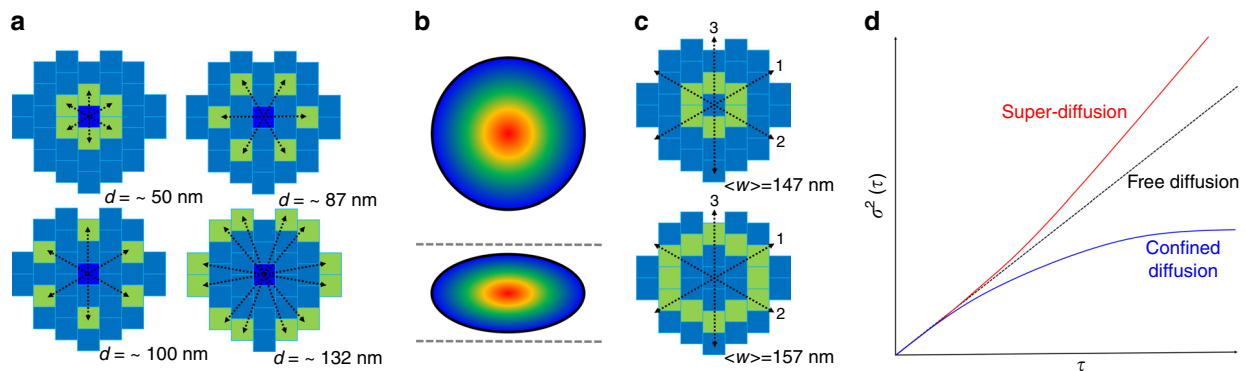 a
d = ~ 50 nm
d = ~ 87 nm
d = ~ 100 nm
d = ~ 132 nm
b
c
3
1
2
<w>=147 nm
3
1
2
<w>=157 nm
d
σ² (τ)
Super-diffusion
Free diffusion
Confined
diffusion
τ